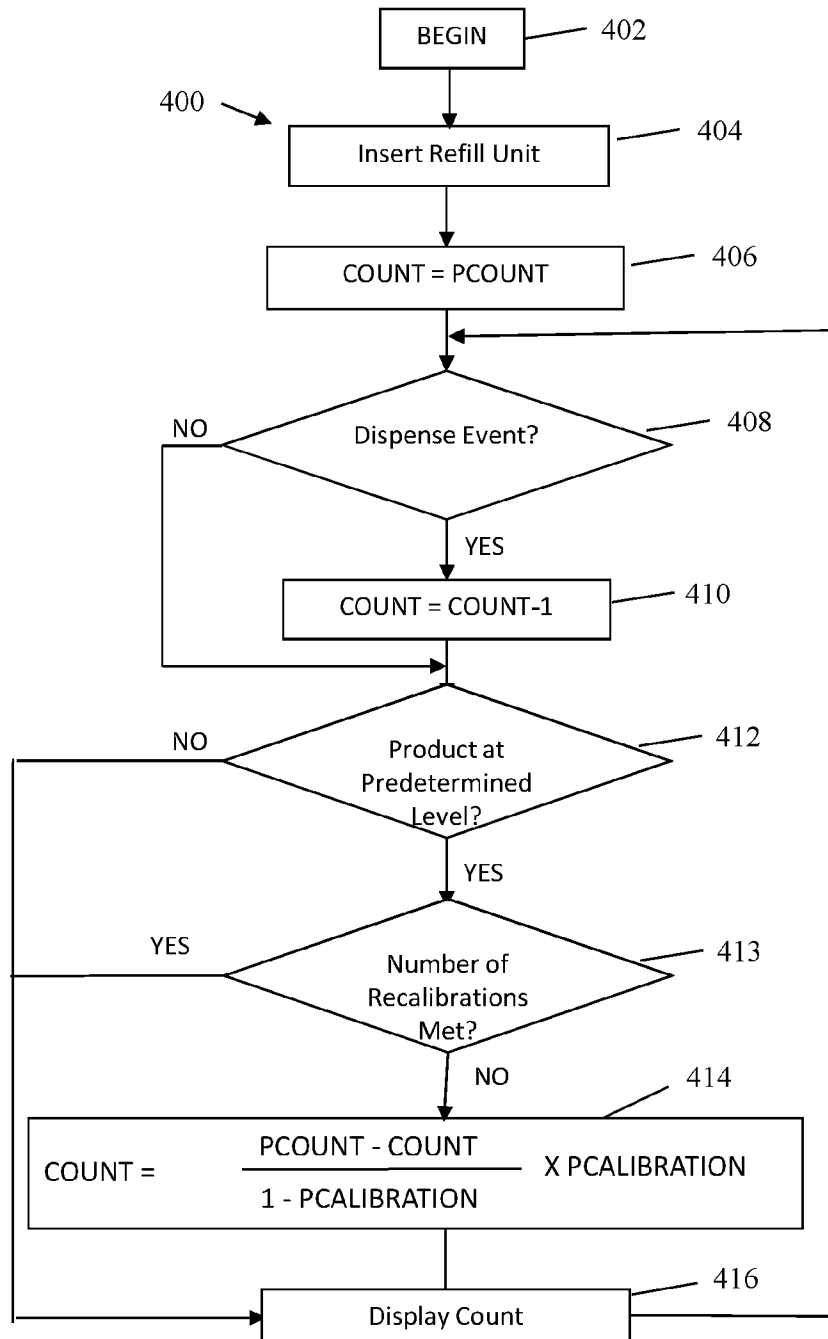 BEGIN
402
400
404
Insert Refill Unit
406
COUNT = PCOUNT
NO
Dispense Event?
408
YES
COUNT = COUNT-1
410
NO
412
Product at
Predetermined
Level?
YES
YES
413
Number of
Recalibrations
Met?
NO
414
PCOUNT - COUNT
COUNT = X PCALIBRATION
1 - PCALIBRATION
416
Display Count